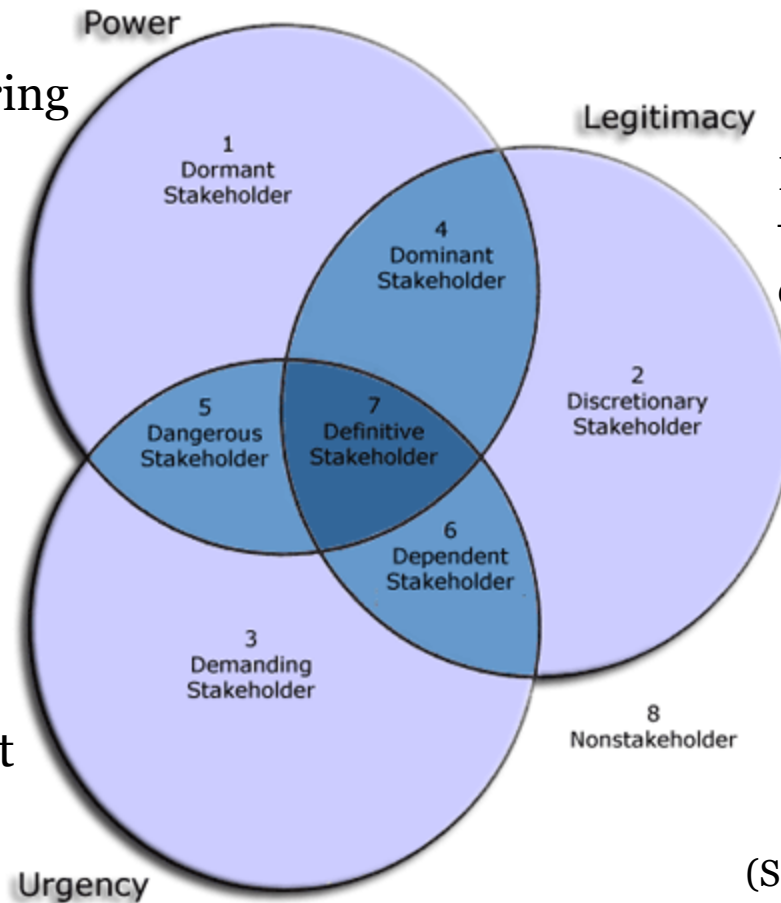 Power
ring
Legitimacy
1
Dormant
Stakeholder
4
Dominant
Stakeholder
2
Discretionary
Stakeholder
5
Dangerous
Stakeholder
7
Definitive
Stakeholder
6
Dependent
Stakeholder
3
Demanding
Stakeholder
8
Nonstakeholder
t
(S
Urgency